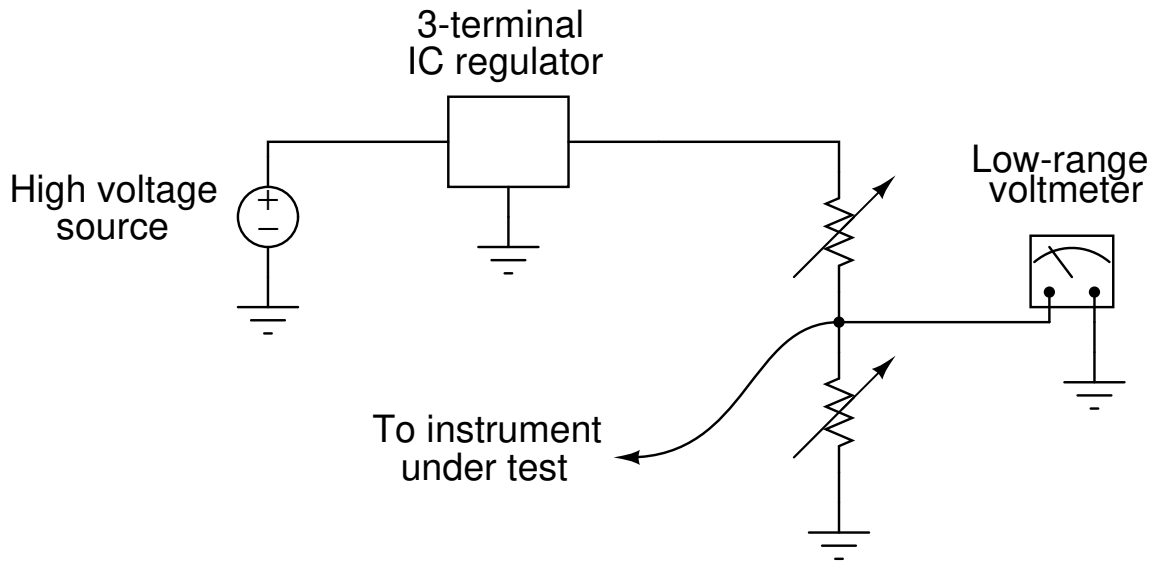 3-terminal
IC regulator
High voltage
source
+
−
Low-range
voltmeter
To instrument
under test